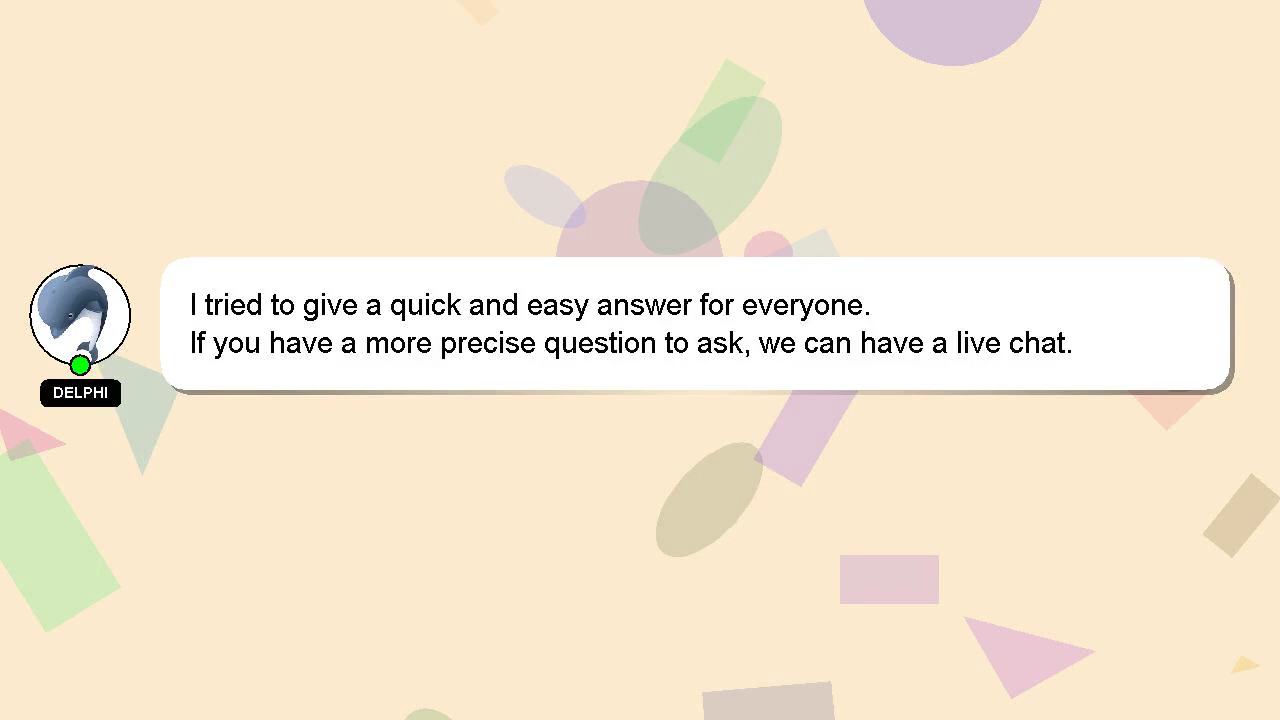 I tried to give a quick and easy answer for everyone.
If you have a more precise question to ask, we can have a live chat.
DELPHI